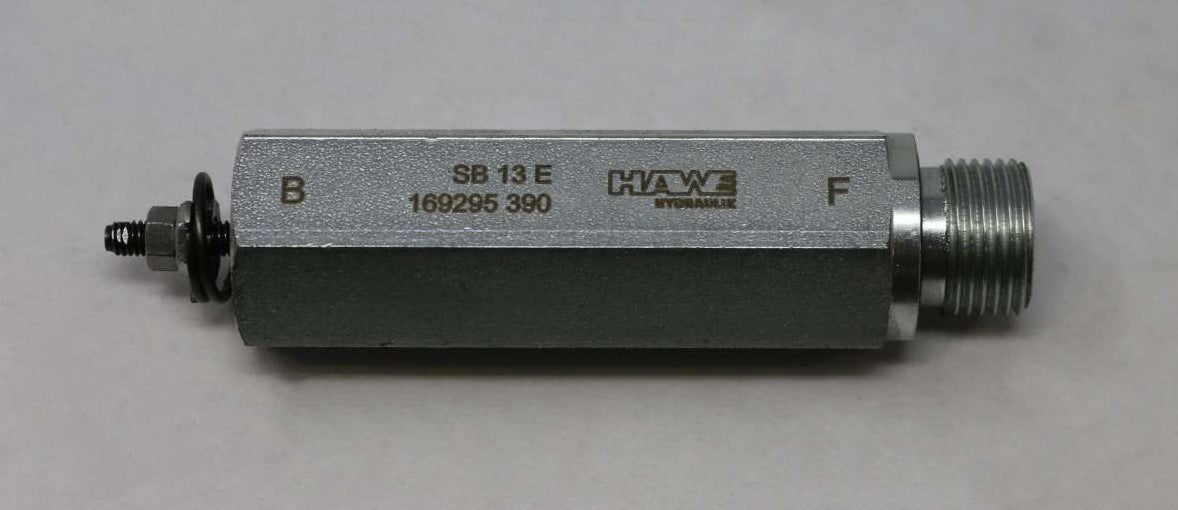 B
SB 13 E
169295 390
HAWE
HYDRAULIK
F